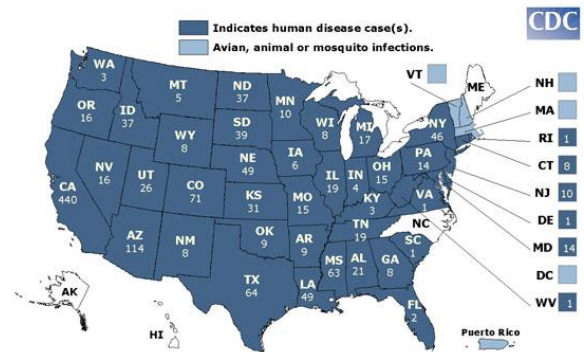 Indicates human disease case(s).
Avian, animal or mosquito infections.
CDC
WA
3
MT
5
ND
37
MN
10
VT
ME
NH
OR
16
ID
37
SD
39
WI
8
MI
17
NY
46
MA
WY
8
RI 1
NE
49
IA
6
PA
14
CT 8
NV
16
UT
26
IL
19
IN
4
OH
15
NJ 10
CA
440
CO
71
KS
31
MO
15
KY
3
VA
1
DE 1
MD 14
AZ
114
NM
8
OK
9
AR
9
TN
19
NC
SC
1
DC
MS
63
AL
21
GA
8
WV 1
TX
64
LA
49
AK
FL
2
HI
Puerto Rico